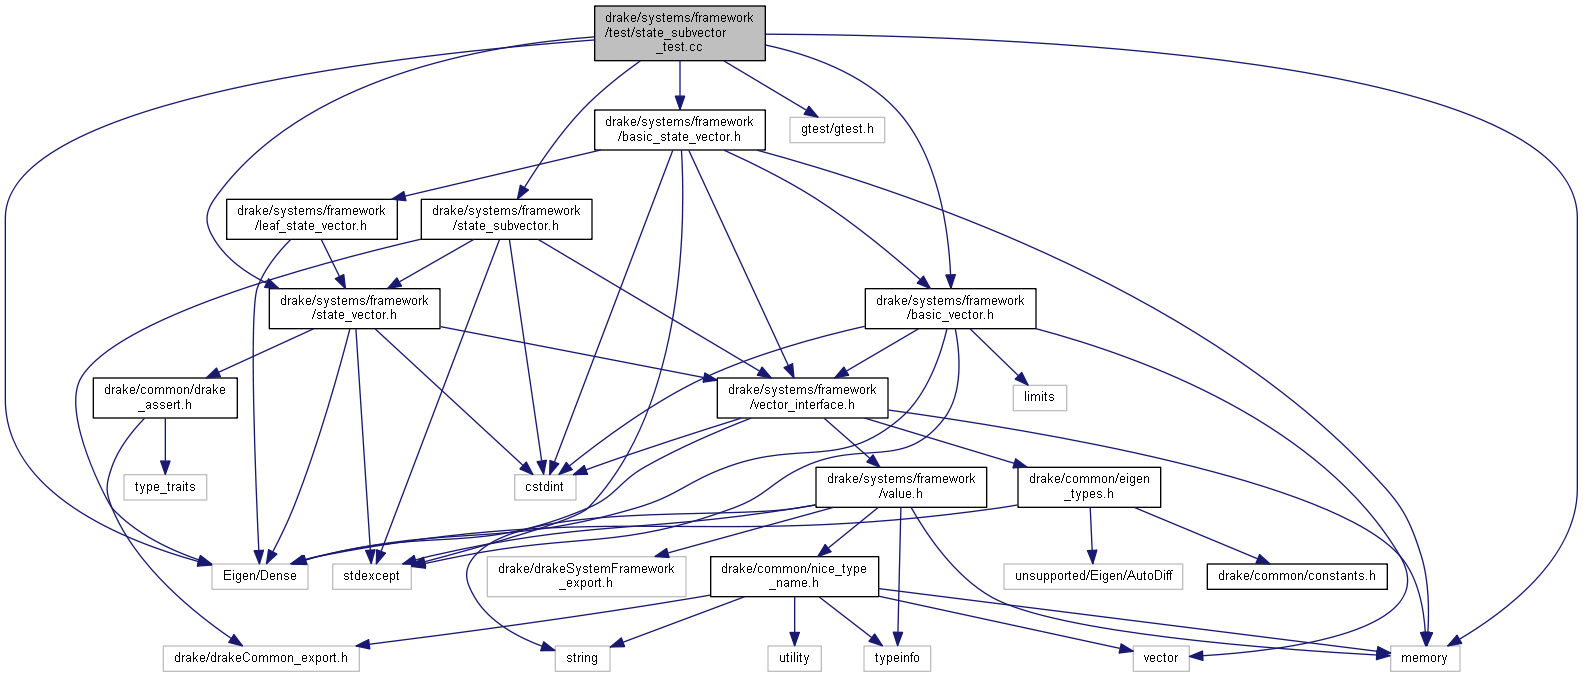 drake/systems/framework
/test/state_subvector
_test.cc
drake/systems/framework
/basic_state_vector.h
gtest/gtest.h
drake/systems/framework
/leaf_state_vector.h
drake/systems/framework
/state_subvector.h
drake/systems/framework
/state_vector.h
drake/systems/framework
/basic_vector.h
drake/common/drake
_assert.h
drake/systems/framework
/vector_interface.h
limits
type_traits
cstdint
drake/systems/framework
/value.h
drake/common/eigen
_types.h
Eigen/Dense
stdexcept
drake/drakeSystemFramework
_export.h
drake/common/nice_type
_name.h
unsupported/Eigen/AutoDiff
drake/common/constants.h
drake/drakeCommon_export.h
string
utility
typeinfo
vector
memory